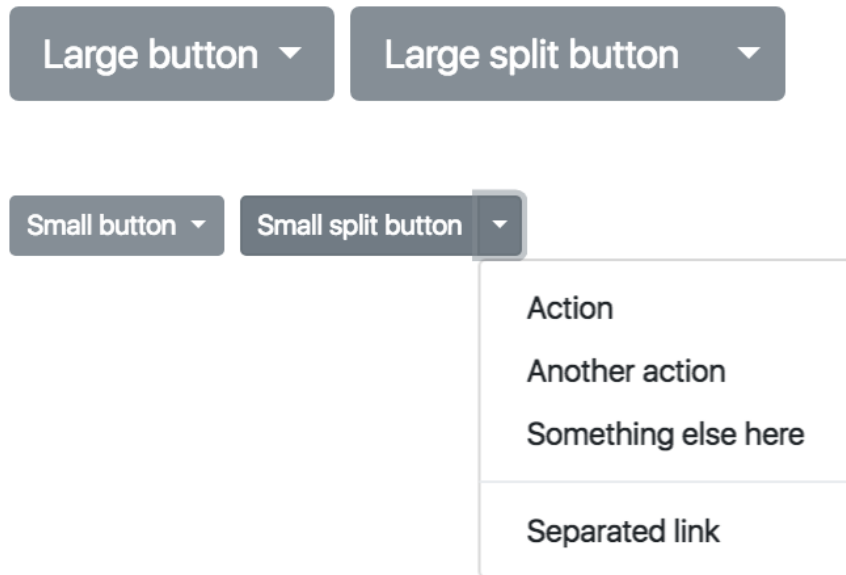 Large button Large split button
Small button Small split button
Action
Another action
Something else here
Separated link